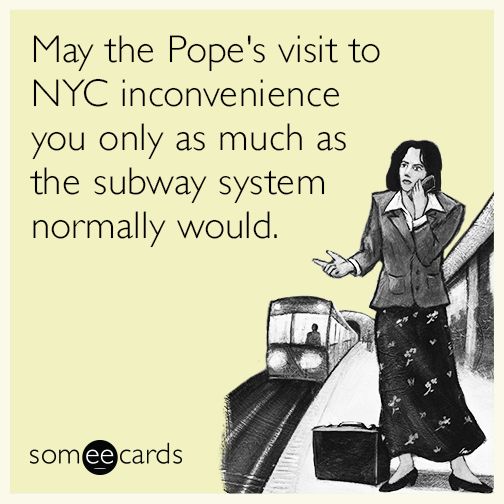 May the Pope's visit to
NYC inconvenience
you only as much as
the subway system
normally would.
someecards